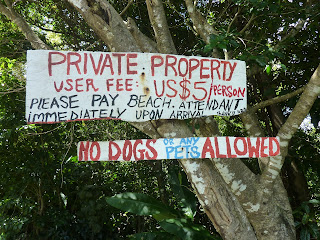 PRIVATE PROPERTY
USER FEE: US$5/PERSON
PLEASE PAY BEACH ATTENDANT
IMMEDIATELY UPON ARRIVAL
NO DOGS OR ANY PETS ALLOWED